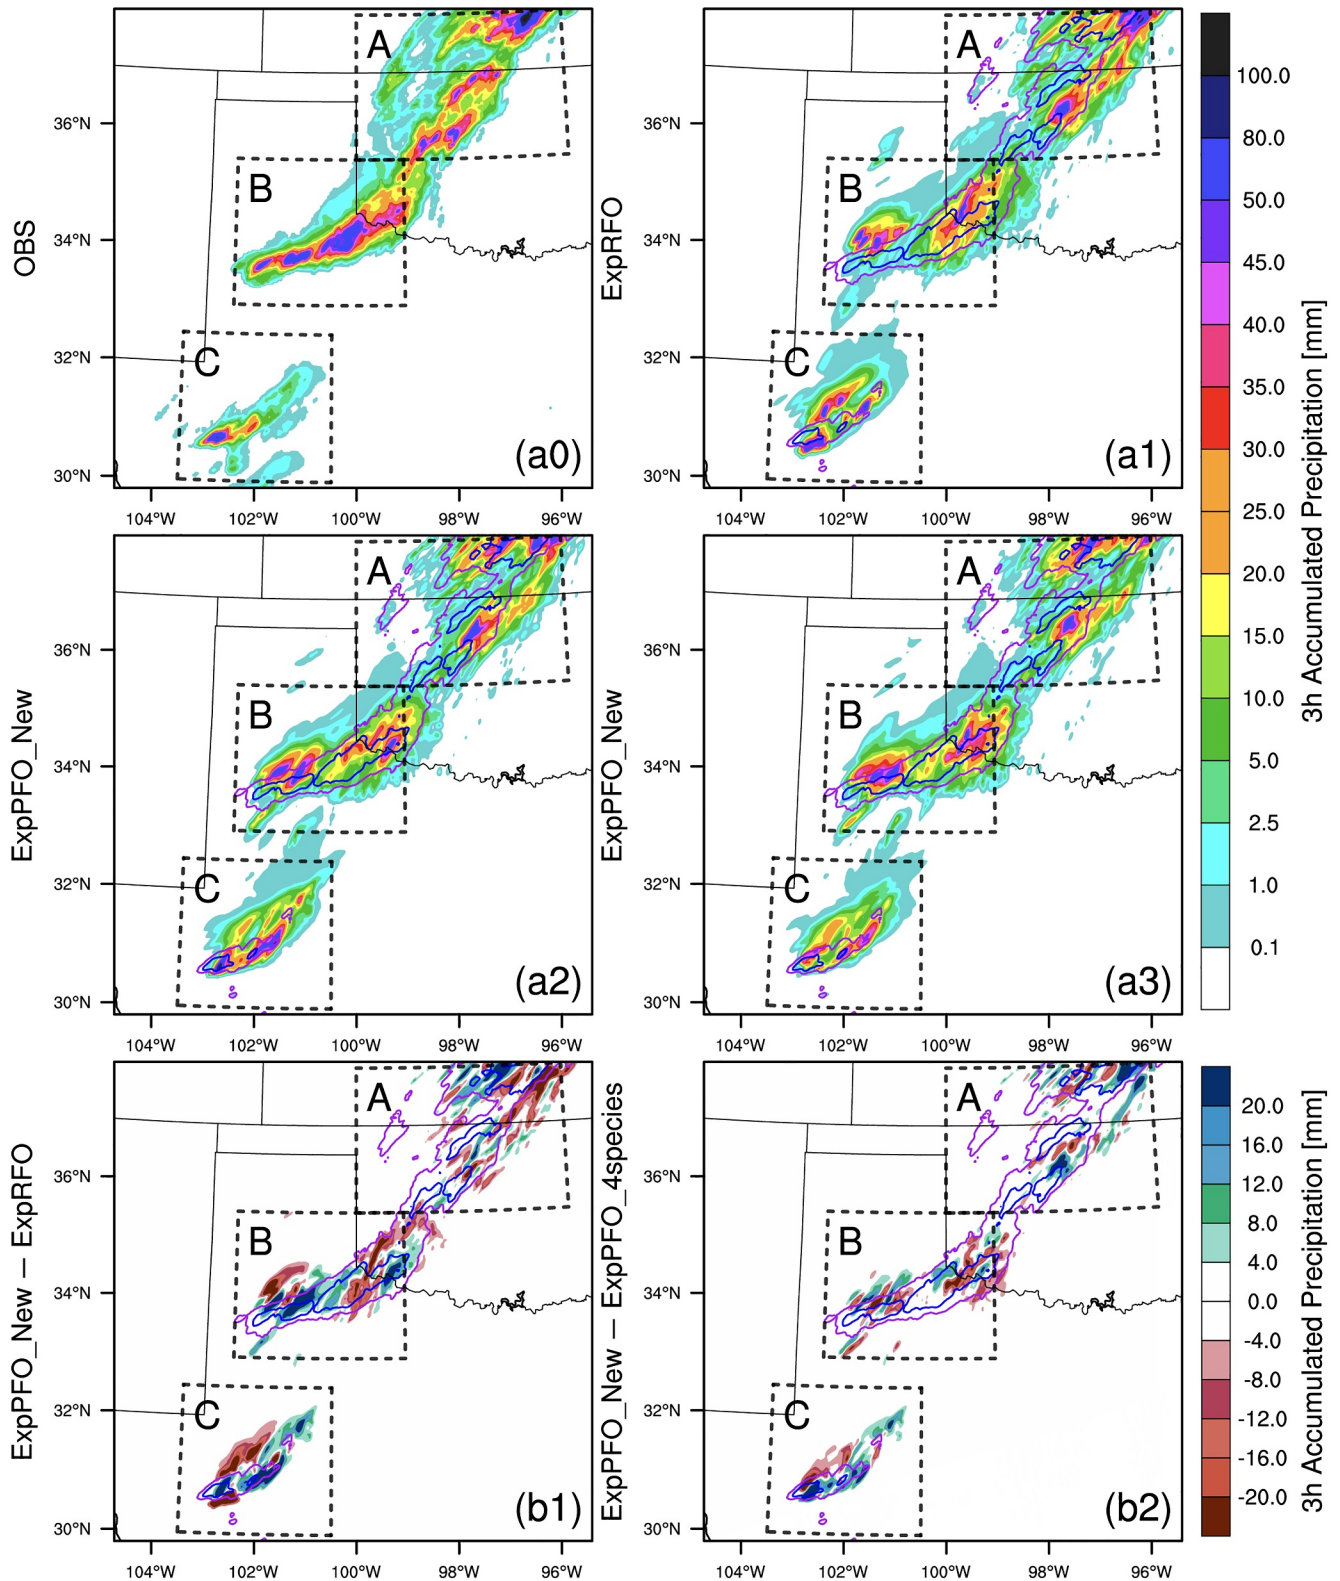 OBS
A
B
C
(a0)
36°N
34°N
32°N
30°N
104°W
102°W
100°W
98°W
96°W
ExpRFO
A
B
C
(a1)
36°N
34°N
32°N
30°N
104°W
102°W
100°W
98°W
96°W
100.0
80.0
50.0
45.0
40.0
35.0
30.0
25.0
20.0
15.0
10.0
5.0
2.5
1.0
0.1
3h Accumulated Precipitation [mm]
ExpPFO_New
A
B
C
(a2)
36°N
34°N
32°N
30°N
104°W
102°W
100°W
98°W
96°W
ExpPFO_New
A
B
C
(a3)
36°N
34°N
32°N
30°N
104°W
102°W
100°W
98°W
96°W
ExpPFO_New — ExpRFO
A
B
C
(b1)
36°N
34°N
32°N
30°N
104°W
102°W
100°W
98°W
96°W
ExpPFO_New — ExpPFO_4species
A
B
C
(b2)
36°N
34°N
32°N
30°N
104°W
102°W
100°W
98°W
96°W
20.0
16.0
12.0
8.0
4.0
0.0
-4.0
-8.0
-12.0
-16.0
-20.0
3h Accumulated Precipitation [mm]